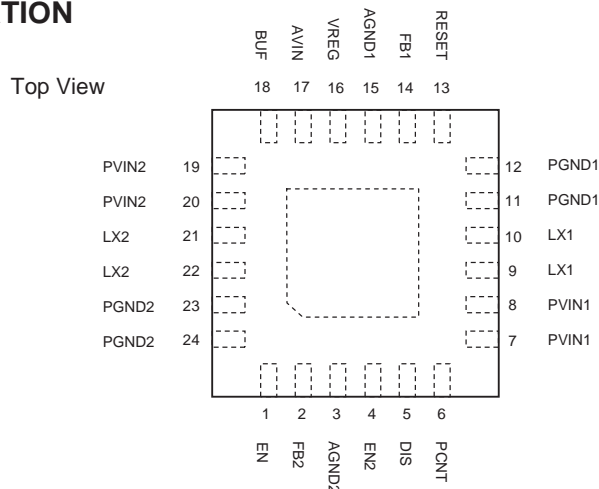 ATION
Top View
BUF AVIN VREG AGND1 FB1 RESET
18 17 16 15 14 13
PVIN2 19 12 PGND1
PVIN2 20 11 PGND1
LX2 21 10 LX1
LX2 22 9 LX1
PGND2 23 8 PVIN1
PGND2 24 7 PVIN1
1 2 3 4 5 6
EN FB2 AGND2 EN2 DIS PCNT